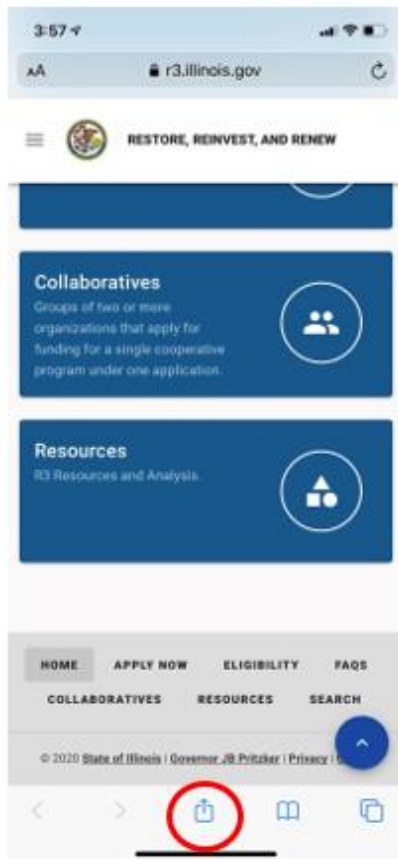 3:57
AA r3.illinois.gov
RESTORE, REINVEST, AND RENEW
Collaboratives
Groups of two or more
organizations that apply for
funding for a single cooperative
program under one application.
Resources
R3 Resources and Analysis.
HOME APPLY NOW ELIGIBILITY FAQS
COLLABORATIVES RESOURCES SEARCH
© 2020 State of Illinois | Governor JB Pritzker | Privacy |